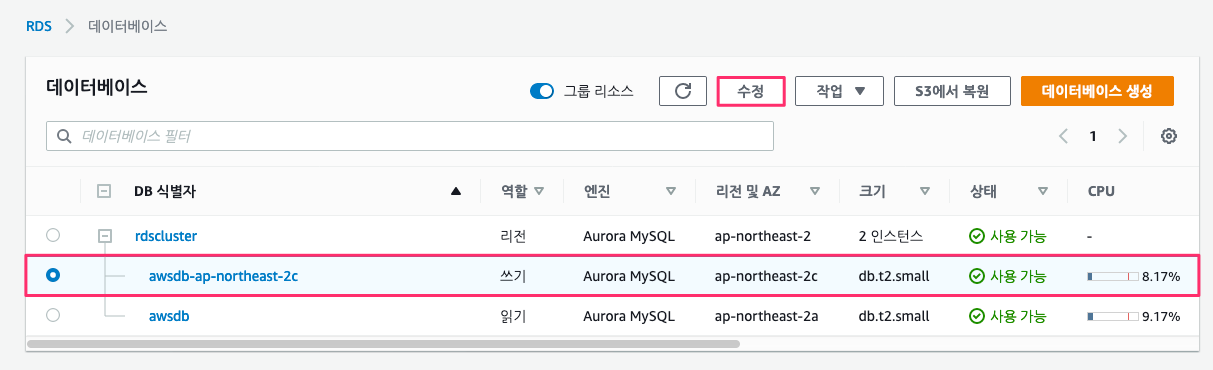 RDS 데이터베이스
데이터베이스 그룹 리소스 수정 작업 S3에서 복원 데이터베이스 생성
데이터베이스 필터 1
DB 식별자 역할 엔진 리전 및 AZ 크기 상태 CPU
rdscluster 리전 Aurora MySQL ap-northeast-2 2 인스턴스 사용 가능 -
awsdb-ap-northeast-2c 쓰기 Aurora MySQL ap-northeast-2c db.t2.small 사용 가능 8.17%
awsdb 읽기 Aurora MySQL ap-northeast-2a db.t2.small 사용 가능 9.17%